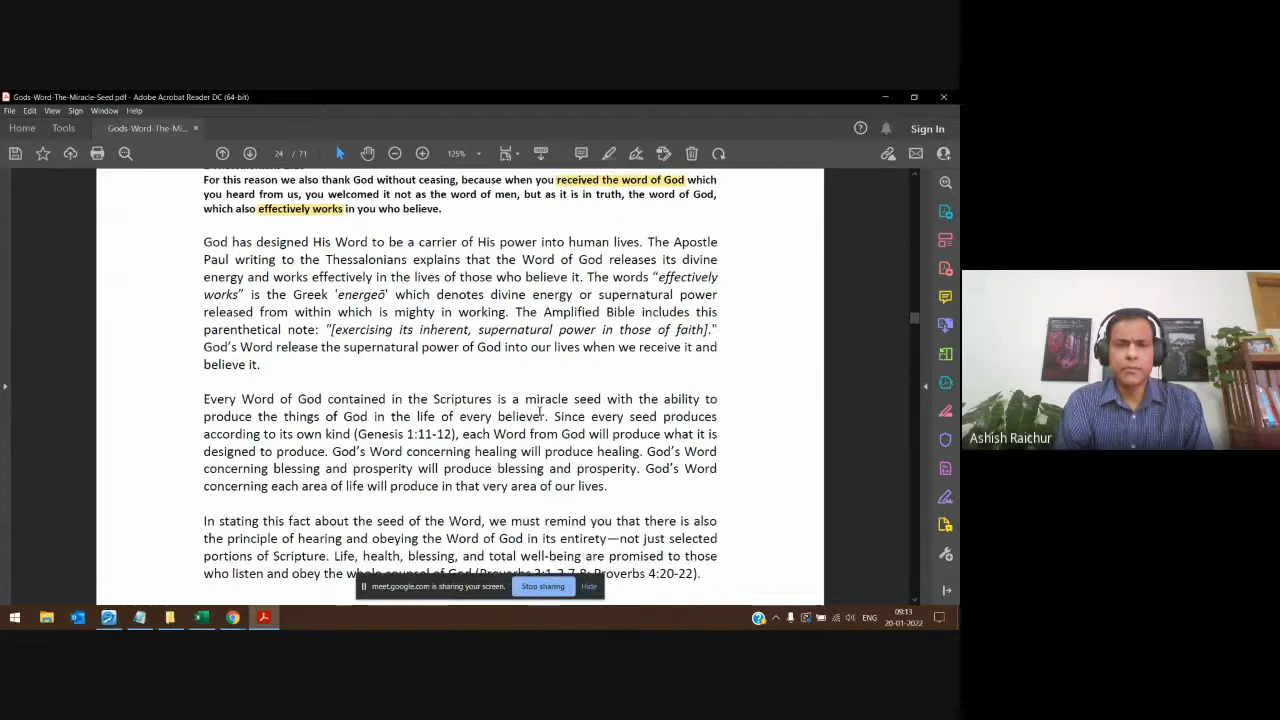 Gods-Word-The-Miracle-Seed.pdf - Adobe Acrobat Reader DC (64-bit)
File Edit View Sign Window Help
Home Tools Gods-Word-The-Mi... × Sign In
24 / 71 125%
For this reason we also thank God without ceasing, because when you received the word of God which
you heard from us, you welcomed it not as the word of men, but as it is in truth, the word of God,
which also effectively works in you who believe.
God has designed His Word to be a carrier of His power into human lives. The Apostle
Paul writing to the Thessalonians explains that the Word of God releases its divine
energy and works effectively in the lives of those who believe it. The words “effectively
works” is the Greek 'energeō' which denotes divine energy or supernatural power
released from within which is mighty in working. The Amplified Bible includes this
parenthetical note: "[exercising its inherent, supernatural power in those of faith]."
God’s Word release the supernatural power of God into our lives when we receive it and
believe it.
Every Word of God contained in the Scriptures is a miracle seed with the ability to
produce the things of God in the life of every believer. Since every seed produces
according to its own kind (Genesis 1:11-12), each Word from God will produce what it is
designed to produce. God’s Word concerning healing will produce healing. God’s Word
concerning blessing and prosperity will produce blessing and prosperity. God’s Word
concerning each area of life will produce in that very area of our lives.
In stating this fact about the seed of the Word, we must remind you that there is also
the principle of hearing and obeying the Word of God in its entirety—not just selected
portions of Scripture. Life, health, blessing, and total well-being are promised to those
who listen and obey the whole counsel of God (Proverbs 3:1,2,7,8; Proverbs 4:20-22).
meet.google.com is sharing your screen. Stop sharing Hide
Ashish Raichur
ENG
09:13
20-01-2022